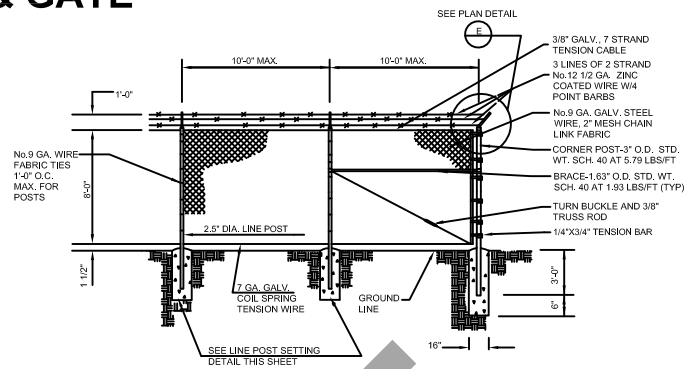 & GATE
SEE PLAN DETAIL
E
10'-0" MAX.
10'-0" MAX.
3/8" GALV., 7 STRAND
TENSION CABLE
3 LINES OF 2 STRAND
No.12 1/2 GA. ZINC
COATED WIRE W/4
POINT BARBS
1'-0"
No.9 GA. GALV. STEEL
WIRE, 2" MESH CHAIN
LINK FABRIC
No.9 GA. WIRE
FABRIC TIES
1'-0" O.C.
MAX. FOR
POSTS
8'-0"
CORNER POST-3" O.D. STD.
WT. SCH. 40 AT 5.79 LBS/FT
BRACE-1.63" O.D. STD. WT.
SCH. 40 AT 1.93 LBS/FT (TYP)
TURN BUCKLE AND 3/8"
TRUSS ROD
2.5" DIA. LINE POST
1/4"X3/4" TENSION BAR
1 1/2"
7 GA. GALV.
COIL SPRING
TENSION WIRE
GROUND
LINE
3'-0"
6"
16"
SEE LINE POST SETTING
DETAIL THIS SHEET